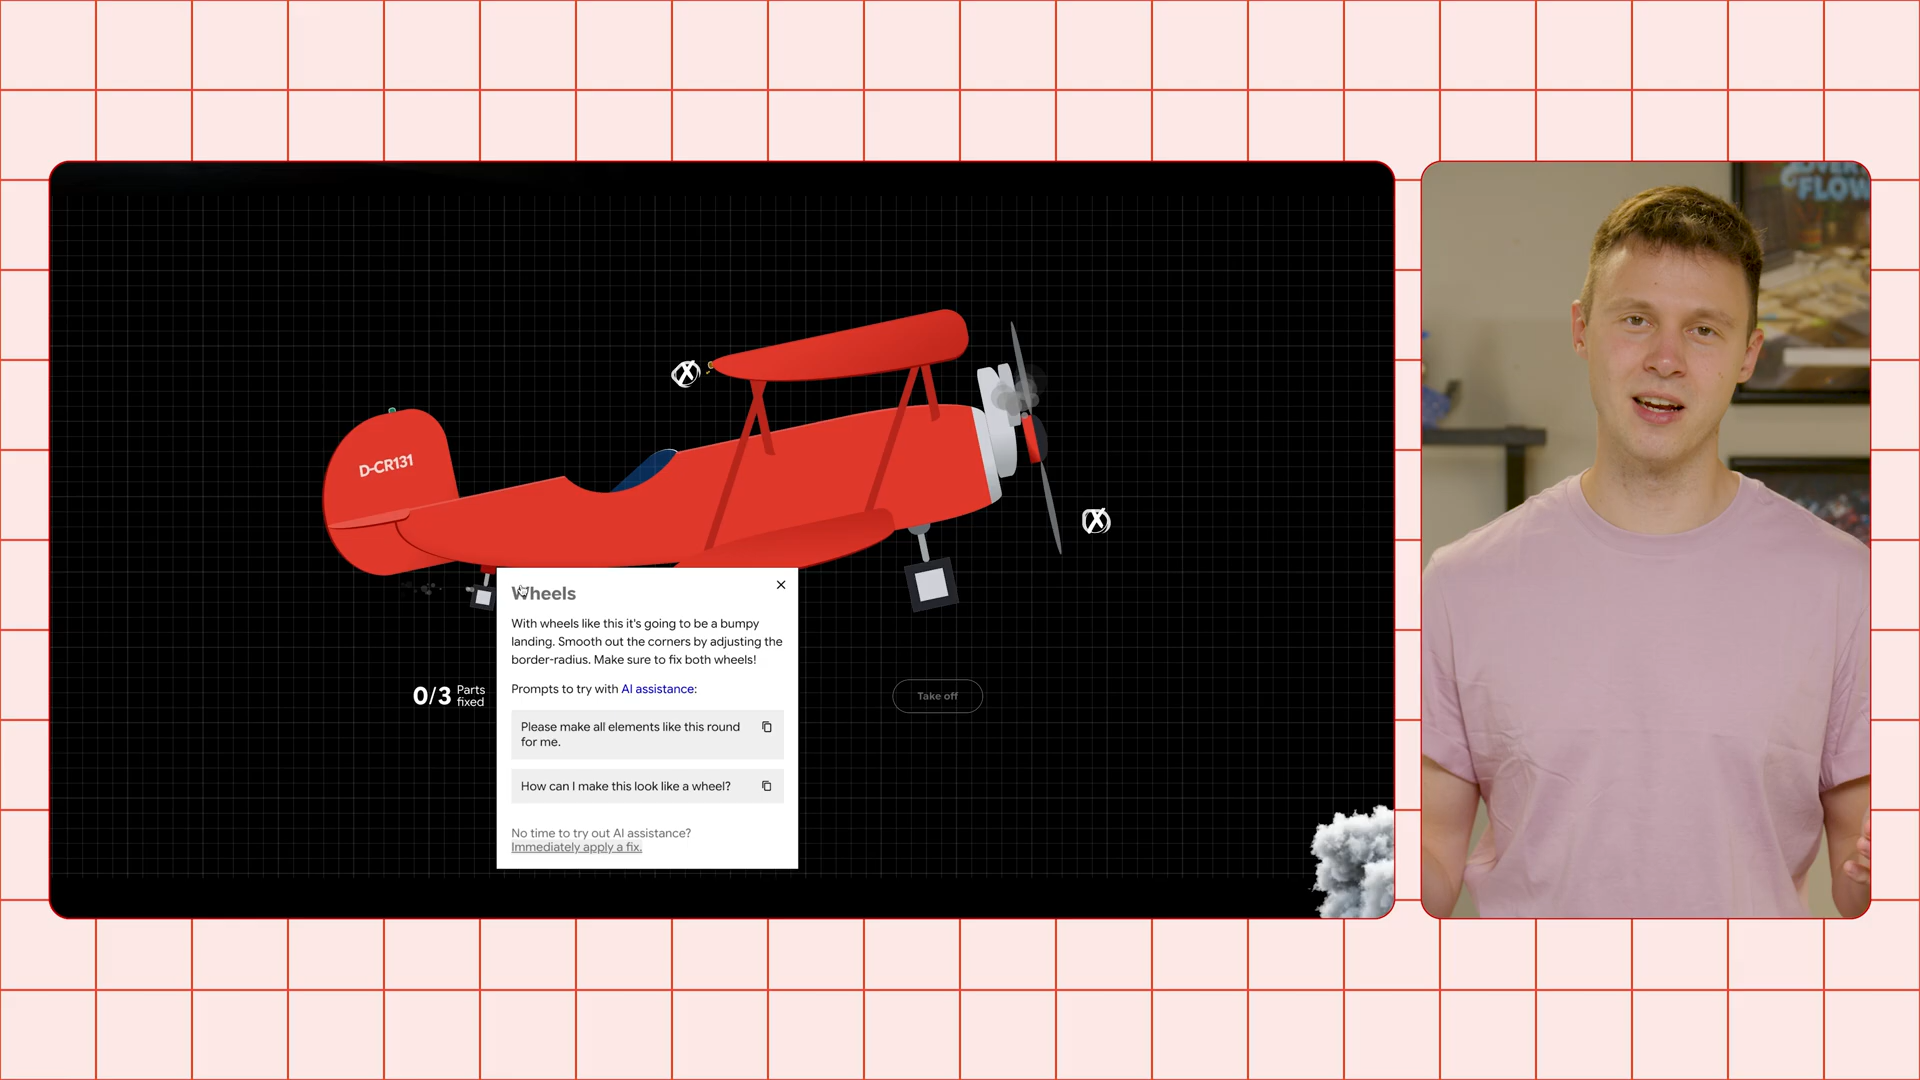 OVER
FLOW
D-CR131
Wheels
With wheels like this it's going to be a bumpy
landing. Smooth out the corners by adjusting the
border-radius. Make sure to fix both wheels!
Prompts to try with AI assistance:
Please make all elements like this round
for me.
How can I make this look like a wheel?
No time to try out AI assistance?
Immediately apply a fix.
0/3 Parts
fixed
Take off